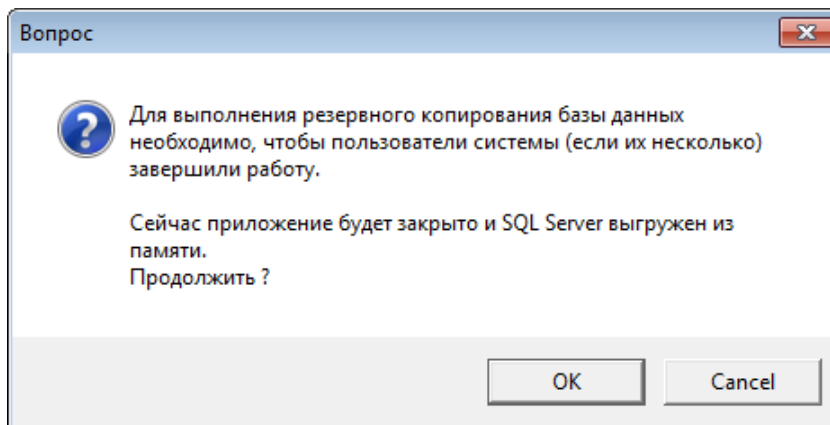 Вопрос
Для выполнения резервного копирования базы данных
необходимо, чтобы пользователи системы (если их несколько)
завершили работу.
Сейчас приложение будет закрыто и SQL Server выгружен из
памяти.
Продолжить ?
OK
Cancel